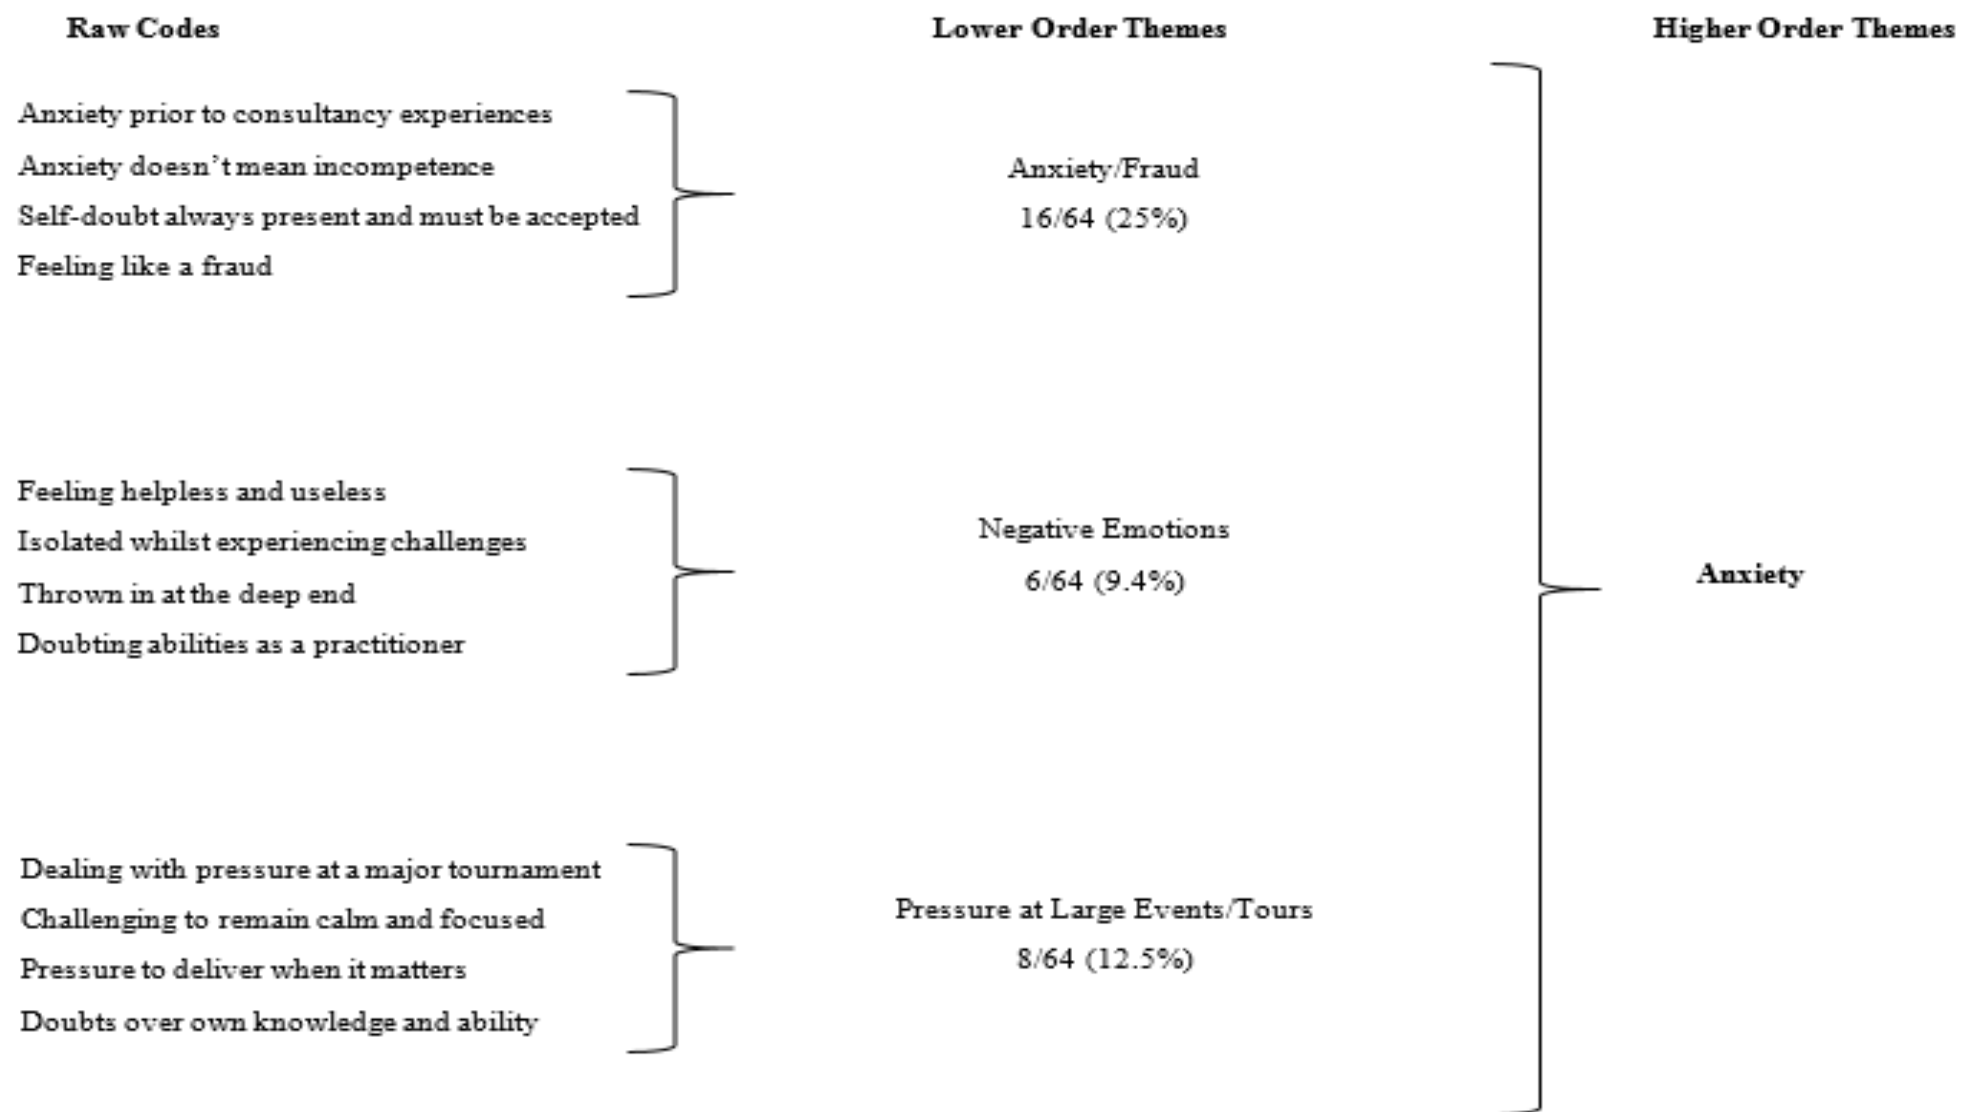 Raw Codes
Lower Order Themes
Higher Order Themes
Anxiety prior to consultancy experiences
Anxiety doesn't mean incompetence
Self-doubt always present and must be accepted
Feeling like a fraud
Anxiety/Fraud
16/64 (25%)
Feeling helpless and useless
Isolated whilst experiencing challenges
Thrown in at the deep end
Doubting abilities as a practitioner
Negative Emotions
6/64 (9.4%)
Dealing with pressure at a major tournament
Challenging to remain calm and focused
Pressure to deliver when it matters
Doubts over own knowledge and ability
Pressure at Large Events/Tours
8/64 (12.5%)
Anxiety